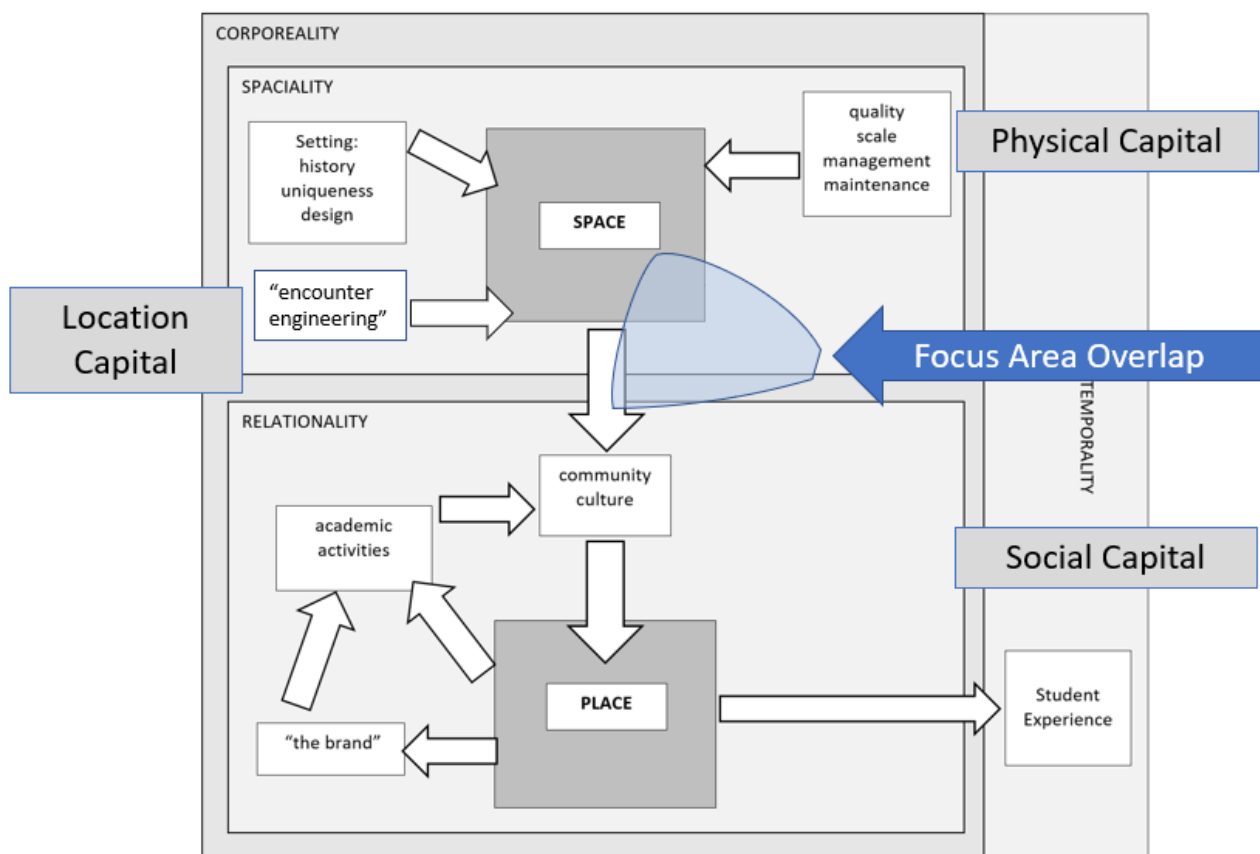 CORPOREALITY
SPACIALITY
Setting:
history
uniqueness
design
quality
scale
management
maintenance
Physical Capital
SPACE
“encounter
engineering”
Location
Capital
Focus Area Overlap
TEMPORALITY
RELATIONALITY
community
culture
academic
activities
Social Capital
PLACE
Student
Experience
“the brand”